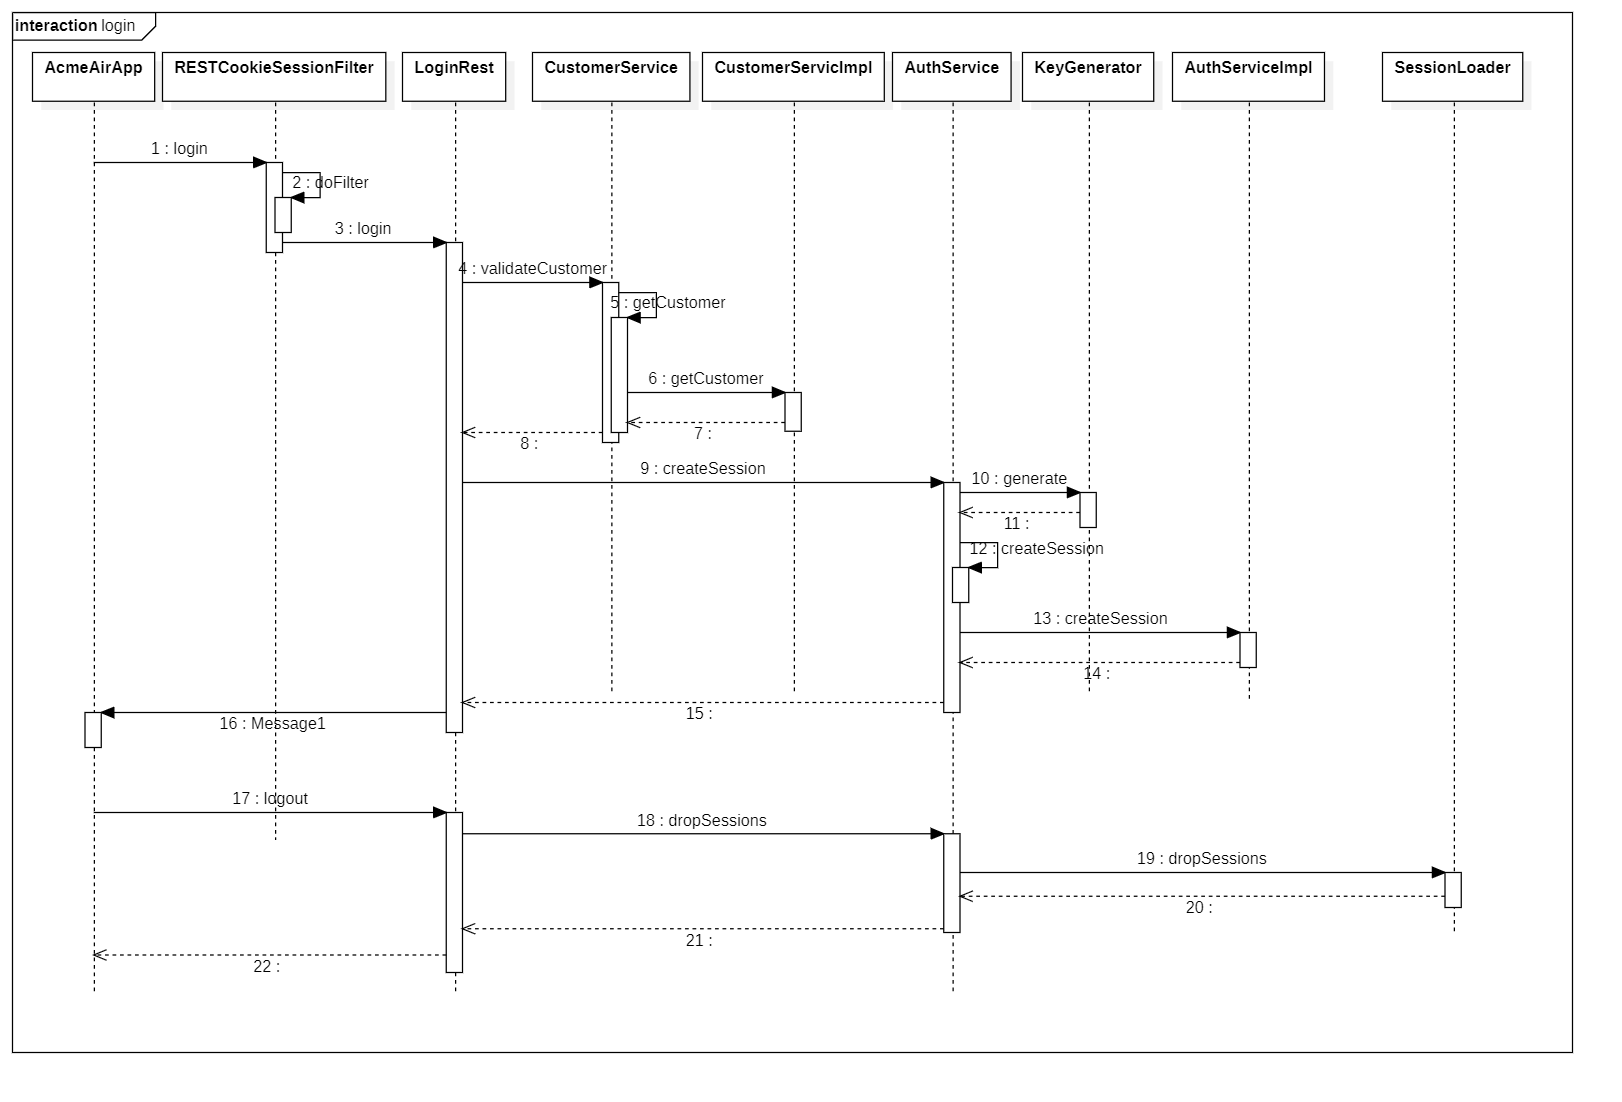 interaction login
AcmeAirApp
RESTCookieSessionFilter
LoginRest
CustomerService
CustomerServicImpl
AuthService
KeyGenerator
AuthServiceImpl
SessionLoader
1 : login
2 : doFilter
3 : login
4 : validateCustomer
5 : getCustomer
6 : getCustomer
7 :
8 :
9 : createSession
10 : generate
11 :
12 : createSession
13 : createSession
14 :
15 :
16 : Message1
17 : logout
18 : dropSessions
19 : dropSessions
20 :
21 :
22 :